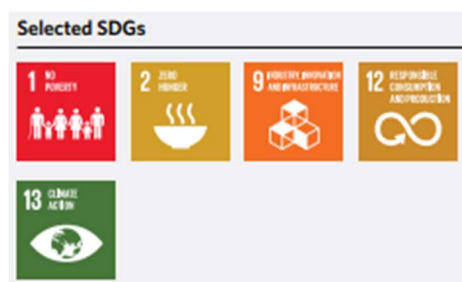 Selected SDGs
1 NO
POVERTY
2 ZERO
HUNGER
9 INDUSTRY, INNOVATION
AND INFRASTRUCTURE
12 RESPONSIBLE
CONSUMPTION
AND PRODUCTION
13 CLIMATE
ACTION